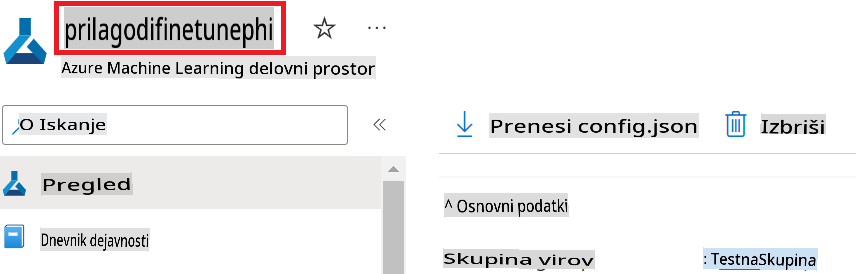 prilagodifinetunephi
Azure Machine Learning delovni prostor
O Iskanje
Pregled
Dnevnik dejavnosti
Prenesi config.json
Izbriši
^ Osnovni podatki
Skupina virov : TestnaSkupina